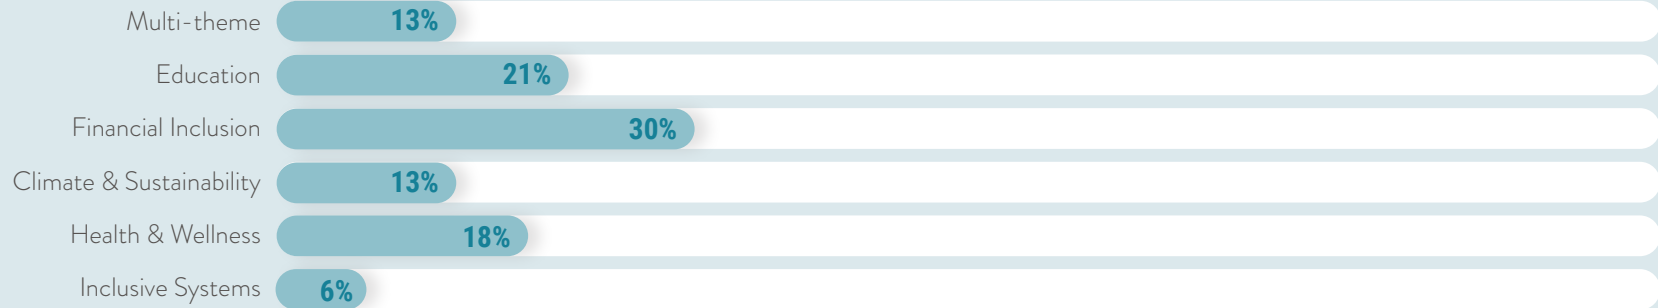 Multi-theme 13%
Education 21%
Financial Inclusion 30%
Climate & Sustainability 13%
Health & Wellness 18%
Inclusive Systems 6%